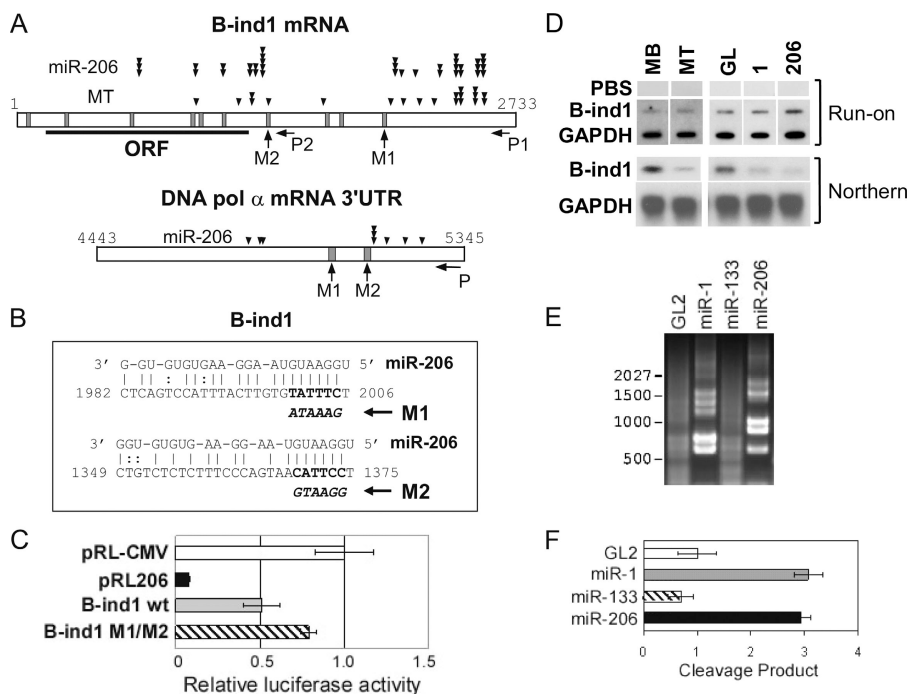 A
B-ind1 mRNA
miR-206
MT
1
2733
ORF
M2
P2
M1
P1
DNA pol α mRNA 3'UTR
4443
miR-206
5345
M1
M2
P
B
B-ind1
3' G-GU-GUGUGAA-GGA-AUGUAAGGU 5' miR-206
1982 CTCAGTCCATTTACTTGTGTATTTCT 2006
ATAAAG M1
3' GGU-GUGUG-AA-GG-AA-UGUAAGGU 5' miR-206
1349 CTGTCTCTCTTTCCCAGTAACATTCCT 1375
GTAAGG M2
C
pRL-CMV
pRL206
B-ind1 wt
B-ind1 M1/M2
0 0.5 1.0 1.5
Relative luciferase activity
D
MB MT GL 1 206
PBS
B-ind1
GAPDH
Run-on
B-ind1
GAPDH
Northern
E
GL2 miR-1 miR-133 miR-206
2027
1500
1000
500
F
GL2
miR-1
miR-133
miR-206
0 1 2 3 4
Cleavage Product